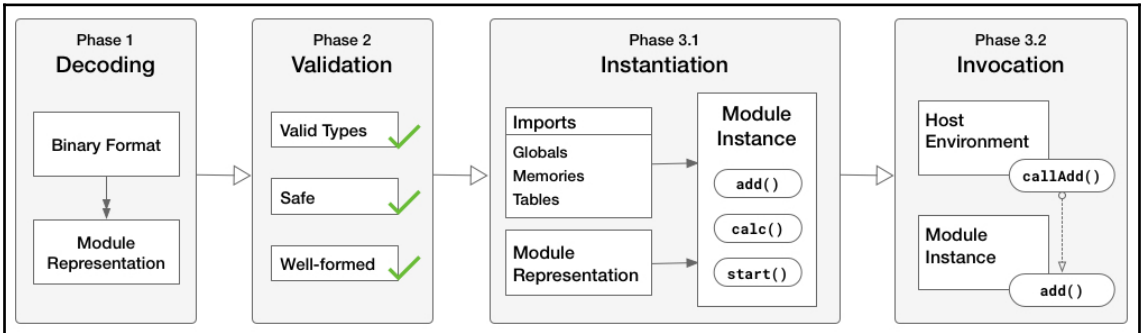 Phase 1
Decoding
Binary Format
Module
Representation
Phase 2
Validation
Valid Types
Safe
Well-formed
Phase 3.1
Instantiation
Imports
Globals
Memories
Tables
Module
Representation
Module
Instance
add()
calc()
start()
Phase 3.2
Invocation
Host
Environment
callAdd()
Module
Instance
add()